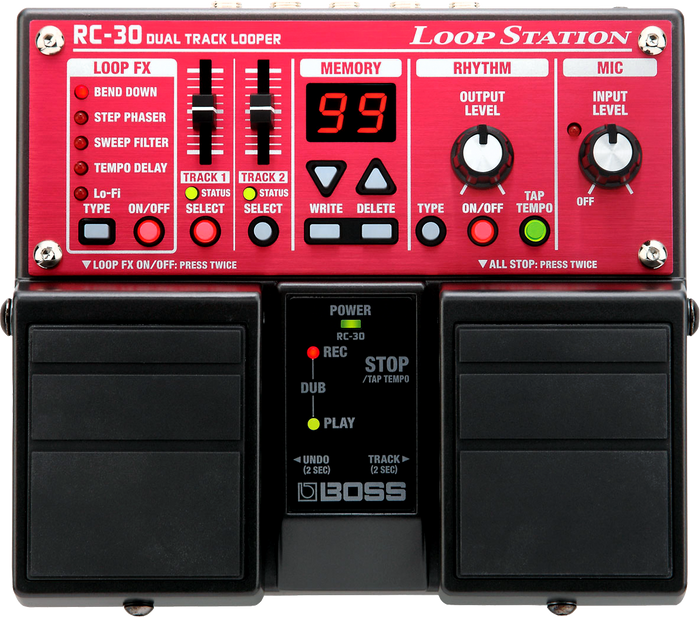 RC-30 DUAL TRACK LOOPER
LOOP STATION
LOOP FX
BEND DOWN
STEP PHASER
SWEEP FILTER
TEMPO DELAY
Lo-Fi
TYPE
ON/OFF
TRACK 1
STATUS
SELECT
TRACK 2
STATUS
SELECT
MEMORY
99
WRITE
DELETE
RHYTHM
OUTPUT
LEVEL
TYPE
ON/OFF
TAP
TEMPO
MIC
INPUT
LEVEL
OFF
▼LOOP FX ON/OFF: PRESS TWICE
▼ALL STOP: PRESS TWICE
POWER
RC-30
REC
DUB
PLAY
STOP
/TAP TEMPO
◄UNDO
(2 SEC)
TRACK►
(2 SEC)
BOSS